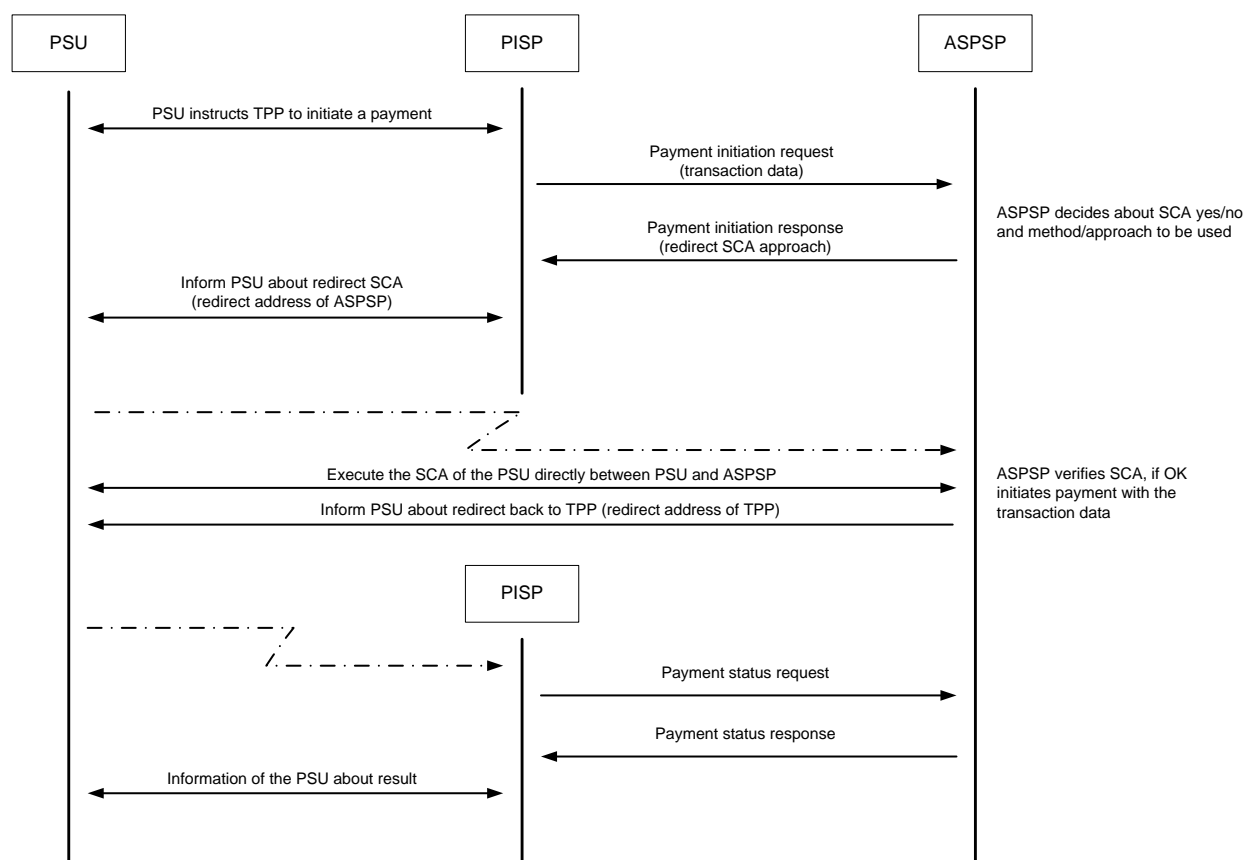 PSU
PISP
ASPSP
PSU instructs TPP to initiate a payment
Payment initiation request
(transaction data)
ASPSP decides about SCA yes/no
and method/approach to be used
Payment initiation response
(redirect SCA approach)
Inform PSU about redirect SCA
(redirect address of ASPSP)
Execute the SCA of the PSU directly between PSU and ASPSP
ASPSP verifies SCA, if OK
initiates payment with the
transaction data
Inform PSU about redirect back to TPP (redirect address of TPP)
PISP
Payment status request
Payment status response
Information of the PSU about result